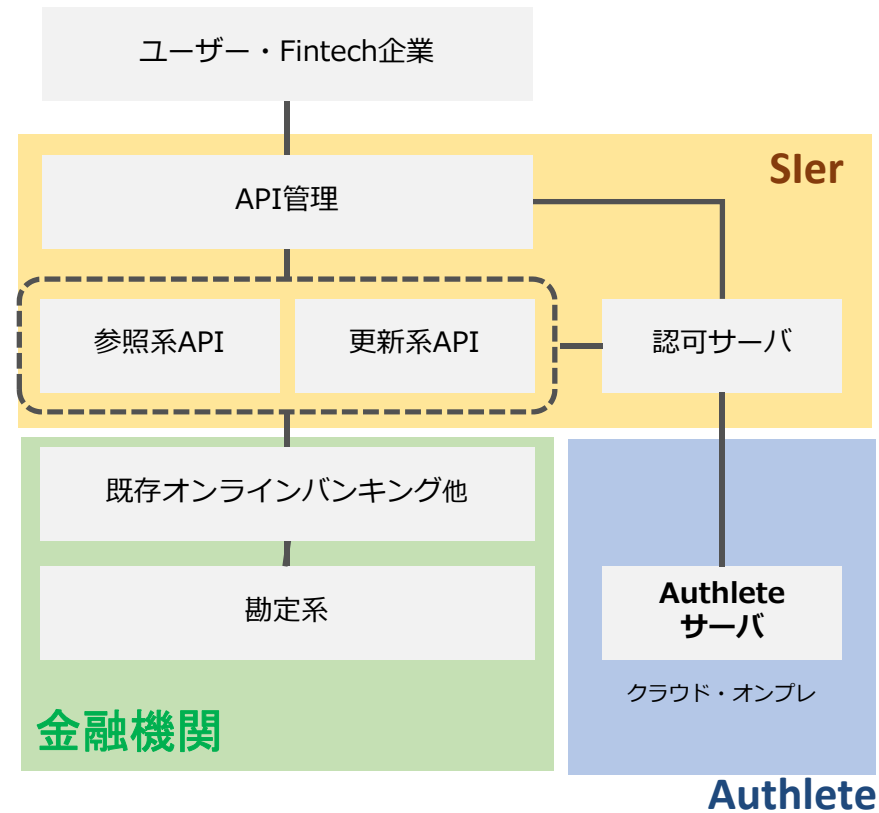 ユーザー・Fintech企業
SIer
API管理
参照系API
更新系API
認可サーバ
既存オンラインバンキング他
勘定系
金融機関
Authlete
サーバ
クラウド・オンプレ
Authlete